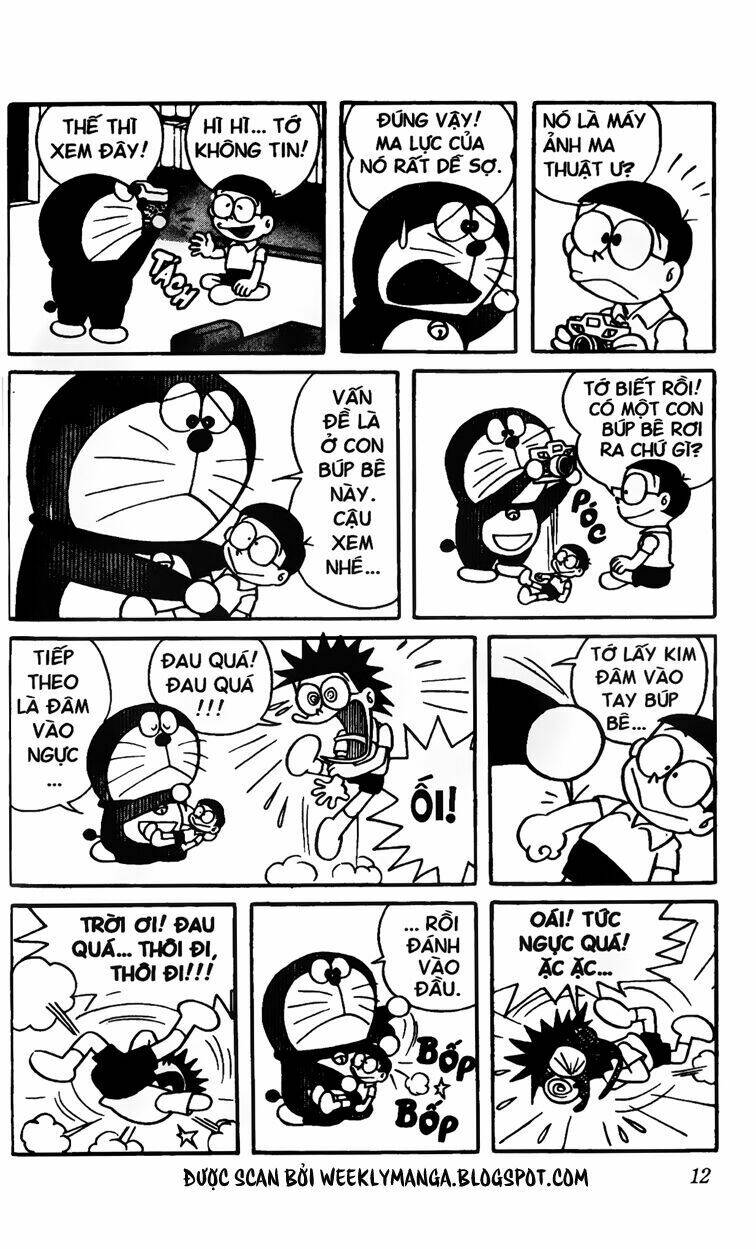 NÓ LÀ MÁY
ẢNH MA
THUẬT Ư?
ĐÚNG VẬY!
MA LỰC CỦA
NÓ RẤT DỄ SỢ.
HÌ HÌ... TỚ
KHÔNG TIN!
THẾ THÌ
XEM ĐÂY!
TÁCH
TỚ BIẾT RỒI!
CÓ MỘT CON
BÚP BÊ RƠI
RA CHỨ GÌ?
PÓC
VẤN
ĐỀ LÀ
Ở CON
BÚP BÊ
NÀY.
CẬU
XEM
NHÉ...
TỚ LẤY KIM
ĐÂM VÀO
TAY BÚP
BÊ...
ỐI!
ĐAU QUÁ!
ĐAU QUÁ
!!!
TIẾP
THEO
LÀ ĐÂM
VÀO
NGỰC
...
OÁI! TỨC
NGỰC QUÁ!
ẶC ẶC...
... RỒI
ĐÁNH
VÀO
ĐẦU.
BỐP
BỐP
TRỜI ƠI! ĐAU
QUÁ... THÔI ĐI,
THÔI ĐI!!!
ĐƯỢC SCAN BỞI WEEKLYMANGA.BLOGSPOT.COM
12